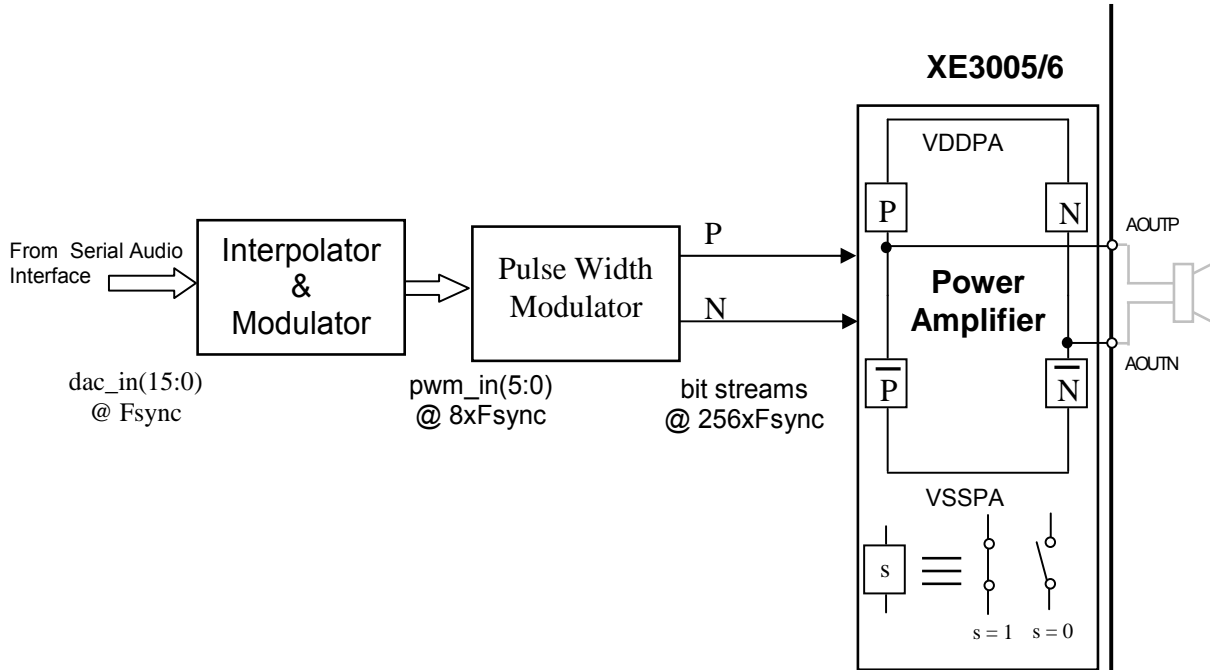 XE3005/6
VDDPA
P
N
AOUTP
From Serial Audio
Interface
Interpolator
&
Modulator
Pulse Width
Modulator
P
N
Power
Amplifier
AOUTN
dac_in(15:0)
@ Fsync
pwm_in(5:0)
@ 8xFsync
bit streams
@ 256xFsync
P̅
N̅
VSSPA
s
s = 1
s = 0